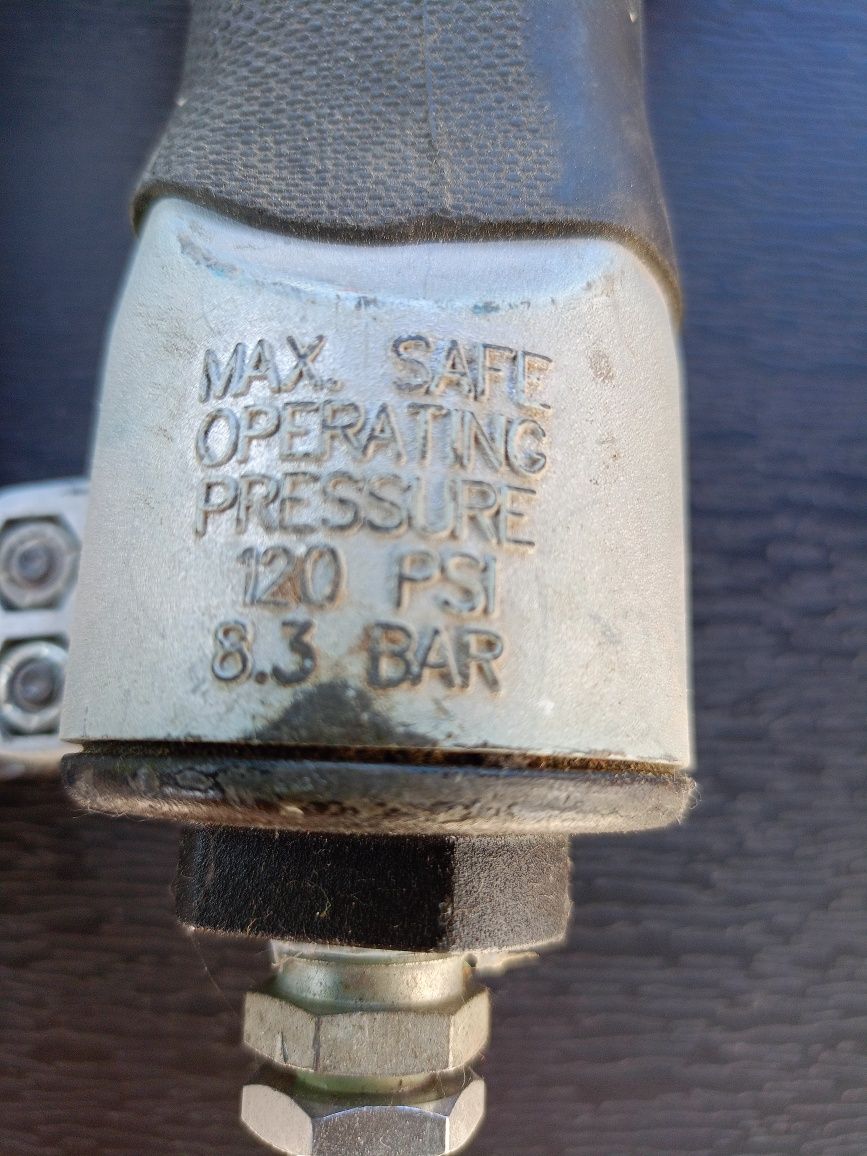 MAX. SAFE
OPERATING
PRESSURE
120 PSI
8.3 BAR